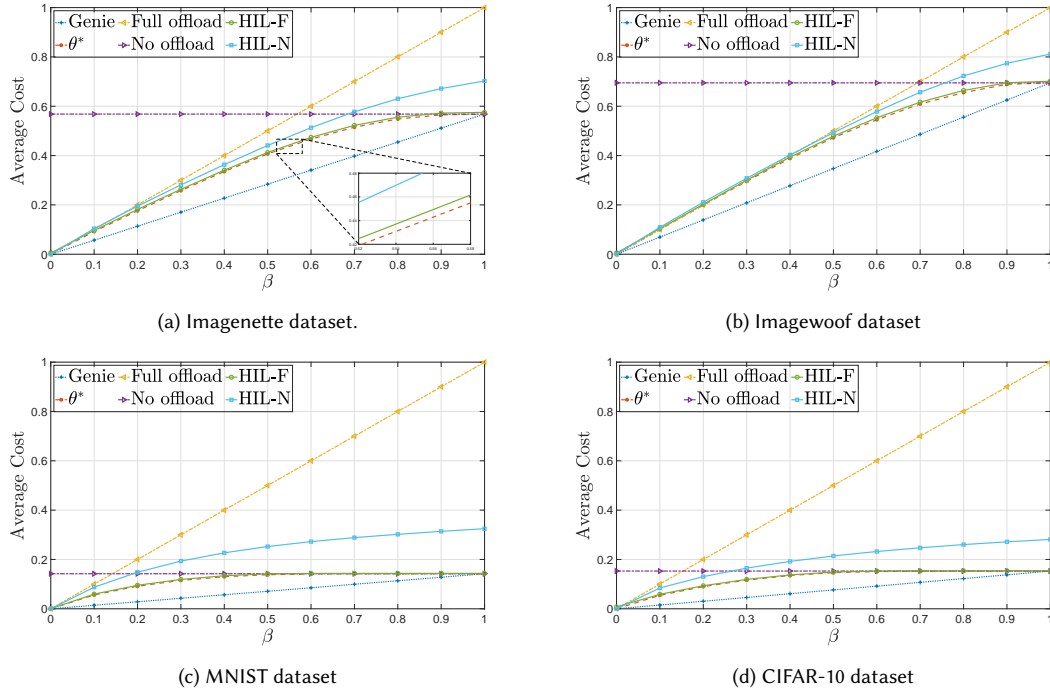 Genie Full offload HIL-F
θ* No offload HIL-N
Average Cost
1
0.8
0.6
0.4
0.2
0
0 0.1 0.2 0.3 0.4 0.5 0.6 0.7 0.8 0.9 1
β
(a) Imagenette dataset.
Genie Full offload HIL-F
θ* No offload HIL-N
Average Cost
1
0.8
0.6
0.4
0.2
0
0 0.1 0.2 0.3 0.4 0.5 0.6 0.7 0.8 0.9 1
β
(b) Imagewoof dataset
Genie Full offload HIL-F
θ* No offload HIL-N
Average Cost
1
0.8
0.6
0.4
0.2
0
0 0.1 0.2 0.3 0.4 0.5 0.6 0.7 0.8 0.9 1
β
(c) MNIST dataset
Genie Full offload HIL-F
θ* No offload HIL-N
Average Cost
1
0.8
0.6
0.4
0.2
0
0 0.1 0.2 0.3 0.4 0.5 0.6 0.7 0.8 0.9 1
β
(d) CIFAR-10 dataset